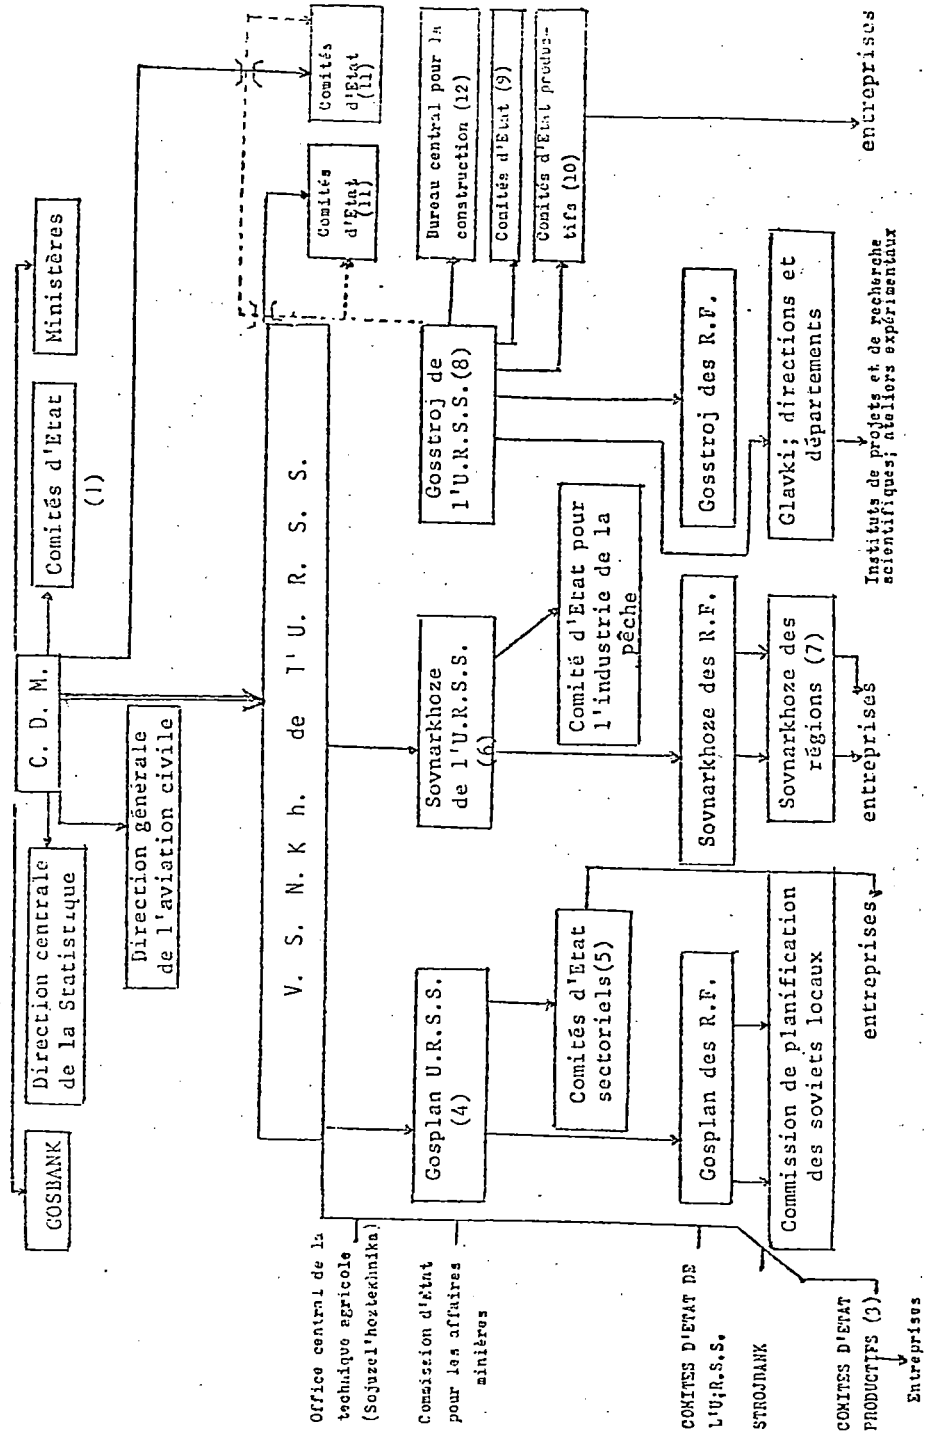 C. D. M.
GOSBANK
Direction centrale
de la Statistique
Direction générale
de l'aviation civile
Comités d'Etat
(1)
Ministères
V. S. N. K h. de l'U. R. S. S.
Comités
d'Etat
(11)
Comités
d'Etat
(11)
Office central de la
technique agricole
(Sojuzel'hoztekhnika)
Commission d'Etat
pour les affaires
minières
COMITES D'ETAT DE
L'U;R.S.S.
STROJBANK
COMITES D'ETAT
PRODUCTIFS (3)
Entreprises
Gosplan U.R.S.S.
(4)
Comités d'Etat
sectoriels(5)
Gosplan des R.F.
Commission de planification
des soviets locaux
entreprises
Sovnarkhoze
de l'U.R.S.S.
(6)
Comité d'Etat pour
l'industrie de la
pêche
Sovnarkhoze des R.F.
Sovnarkhoze des
régions (7)
entreprises
Gosstroj de
l'U.R.S.S.(8)
Bureau central pour la
construction (12)
Comités d'Etat (9)
Comités d'Etat produc-
tifs (10)
entreprises
Gosstroj des R.F.
Glavki; directions et
départements
Instituts de projets et de recherche
scientifiques; ateliers expérimentaux